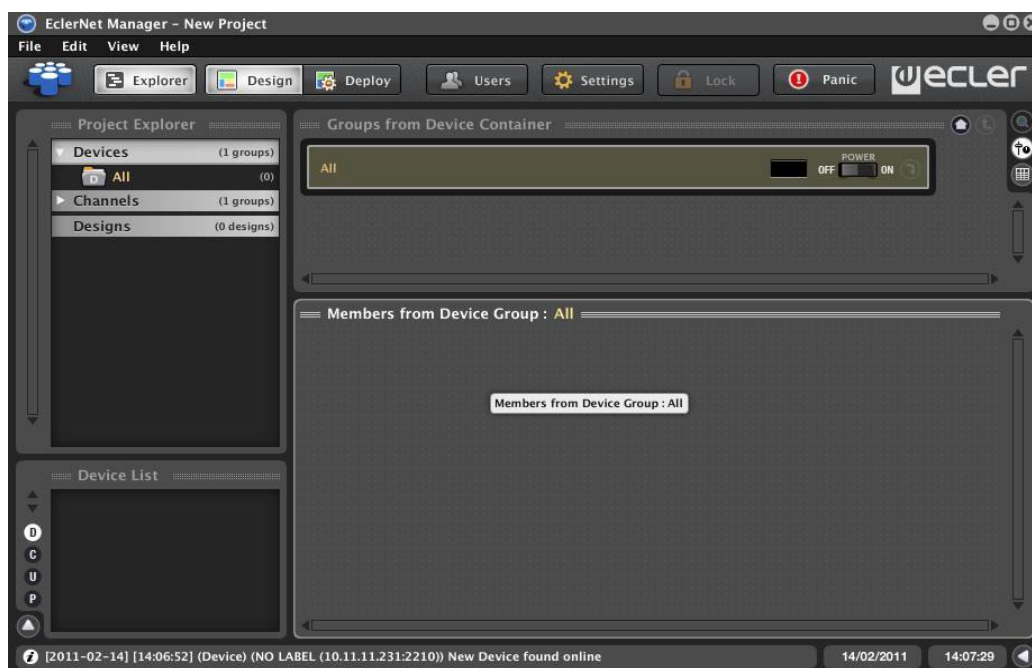 EclerNet Manager – New Project
File Edit View Help
Explorer Design Deploy Users Settings Lock Panic ecler
Project Explorer
Devices (1 groups)
D All (0)
Channels (1 groups)
Designs (0 designs)
Groups from Device Container
All POWER OFF ON
Members from Device Group : All
Members from Device Group : All
Device List
D
C
U
P
[2011-02-14] [14:06:52] (Device) (NO LABEL (10.11.11.231:2210)) New Device found online 14/02/2011 14:07:29